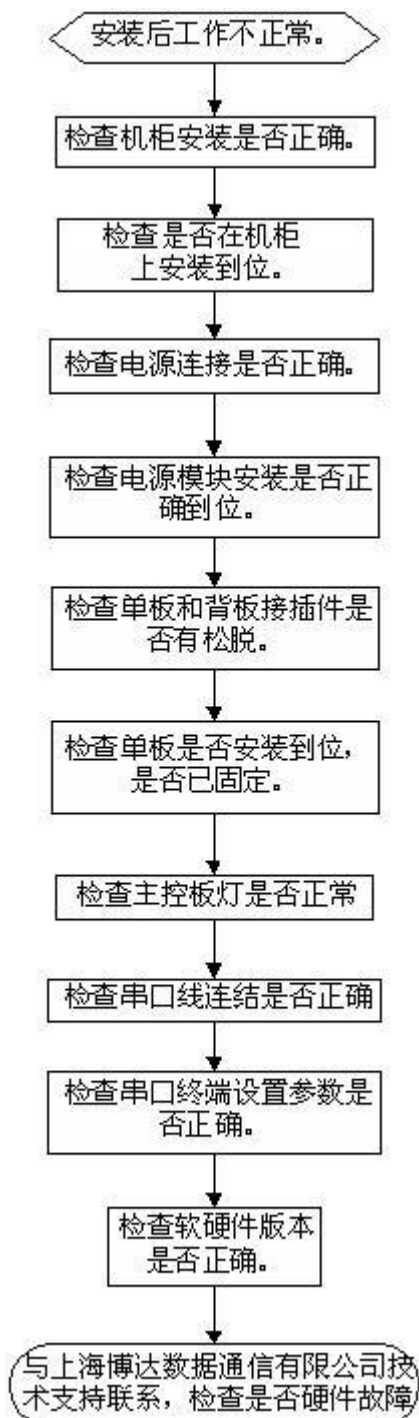 安装后工作不正常。
检查机柜安装是否正确。
检查是否在机柜
上安装到位。
检查电源连接是否正确。
检查电源模块安装是否正
确到位。
检查单板和背板接插件是
否有松脱。
检查单板是否安装到位,
是否已固定。
检查主控板灯是否正常
检查串口线连结是否正确
检查串口终端设置参数是
否正确。
检查软硬件版本
是否正确。
与上海博达数据通信有限公司技
术支持联系，检查是否硬件故障